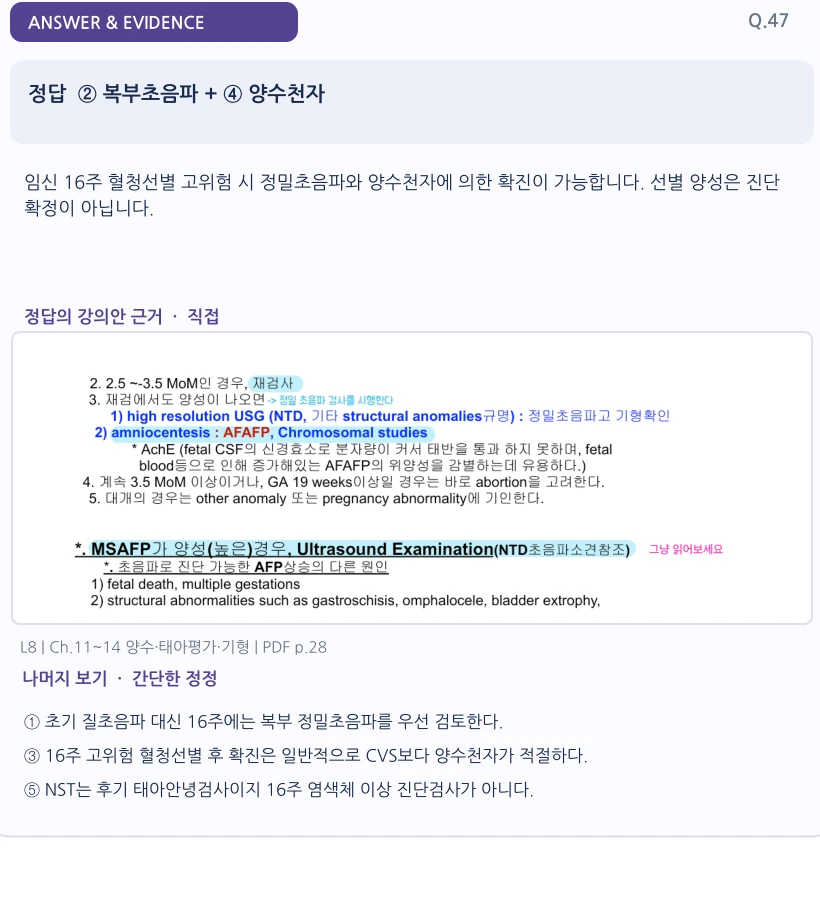 ANSWER & EVIDENCE
Q.47
정답 ② 복부초음파 + ④ 양수천자
임신 16주 혈청선별 고위험 시 정밀초음파와 양수천자에 의한 확진이 가능합니다. 선별 양성은 진단
확정이 아닙니다.
정답의 강의안 근거 · 직접
2. 2.5 ~-3.5 MoM인 경우, 재검사
3. 재검에서도 양성이 나오면 -> 정밀 초음파 검사를 시행한다
1) high resolution USG (NTD, 기타 structural anomalies규명) : 정밀초음파고 기형확인
2) amniocentesis : AFAFP, Chromosomal studies
* AchE (fetal CSF의 신경효소로 분자량이 커서 태반을 통과 하지 못하며, fetal
blood등으로 인해 증가해있는 AFAFP의 위양성을 감별하는데 유용하다.)
4. 계속 3.5 MoM 이상이거나, GA 19 weeks이상일 경우는 바로 abortion을 고려한다.
5. 대개의 경우는 other anomaly 또는 pregnancy abnormality에 기인한다.
*. MSAFP가 양성(높은)경우, Ultrasound Examination(NTD초음파소견참조) 그냥 읽어보세요
*. 초음파로 진단 가능한 AFP상승의 다른 원인
1) fetal death, multiple gestations
2) structural abnormalities such as gastroschisis, omphalocele, bladder extrophy,
L8 | Ch.11~14 양수·태아평가·기형 | PDF p.28
나머지 보기 · 간단한 정정
① 초기 질초음파 대신 16주에는 복부 정밀초음파를 우선 검토한다.
③ 16주 고위험 혈청선별 후 확진은 일반적으로 CVS보다 양수천자가 적절하다.
⑤ NST는 후기 태아안녕검사이지 16주 염색체 이상 진단검사가 아니다.